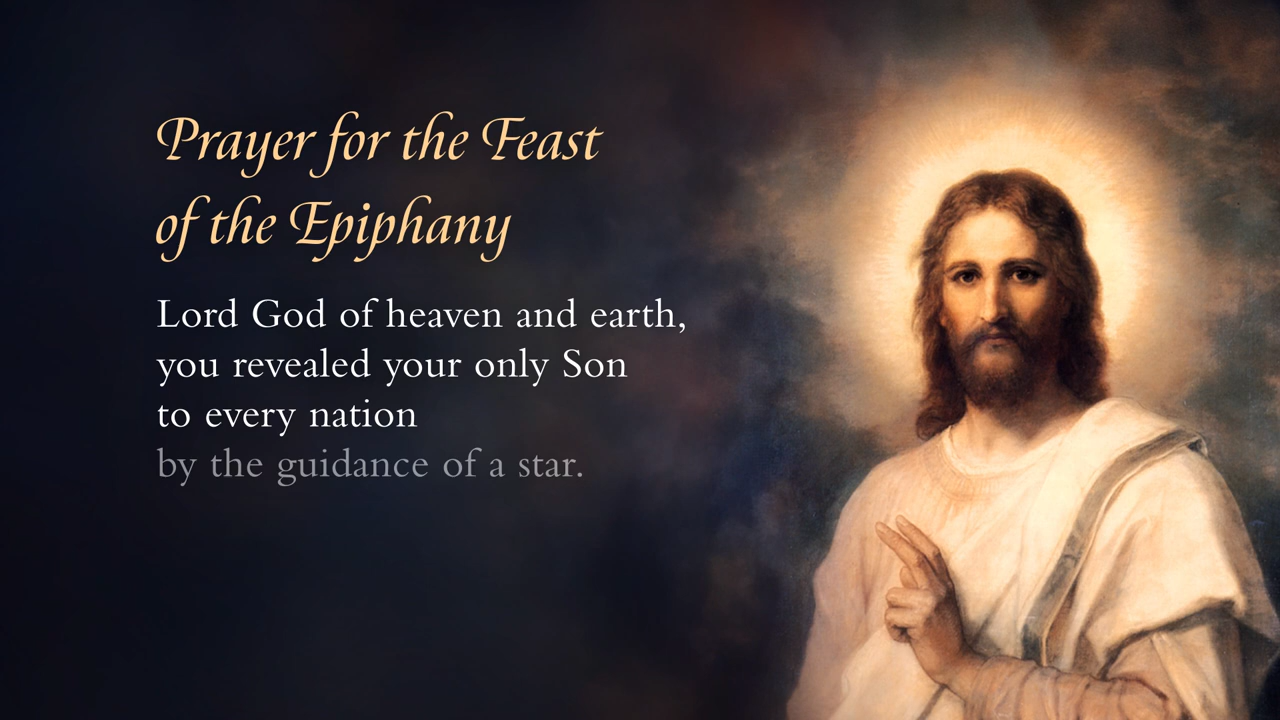 Prayer for the Feast
of the Epiphany
Lord God of heaven and earth,
you revealed your only Son
to every nation
by the guidance of a star.